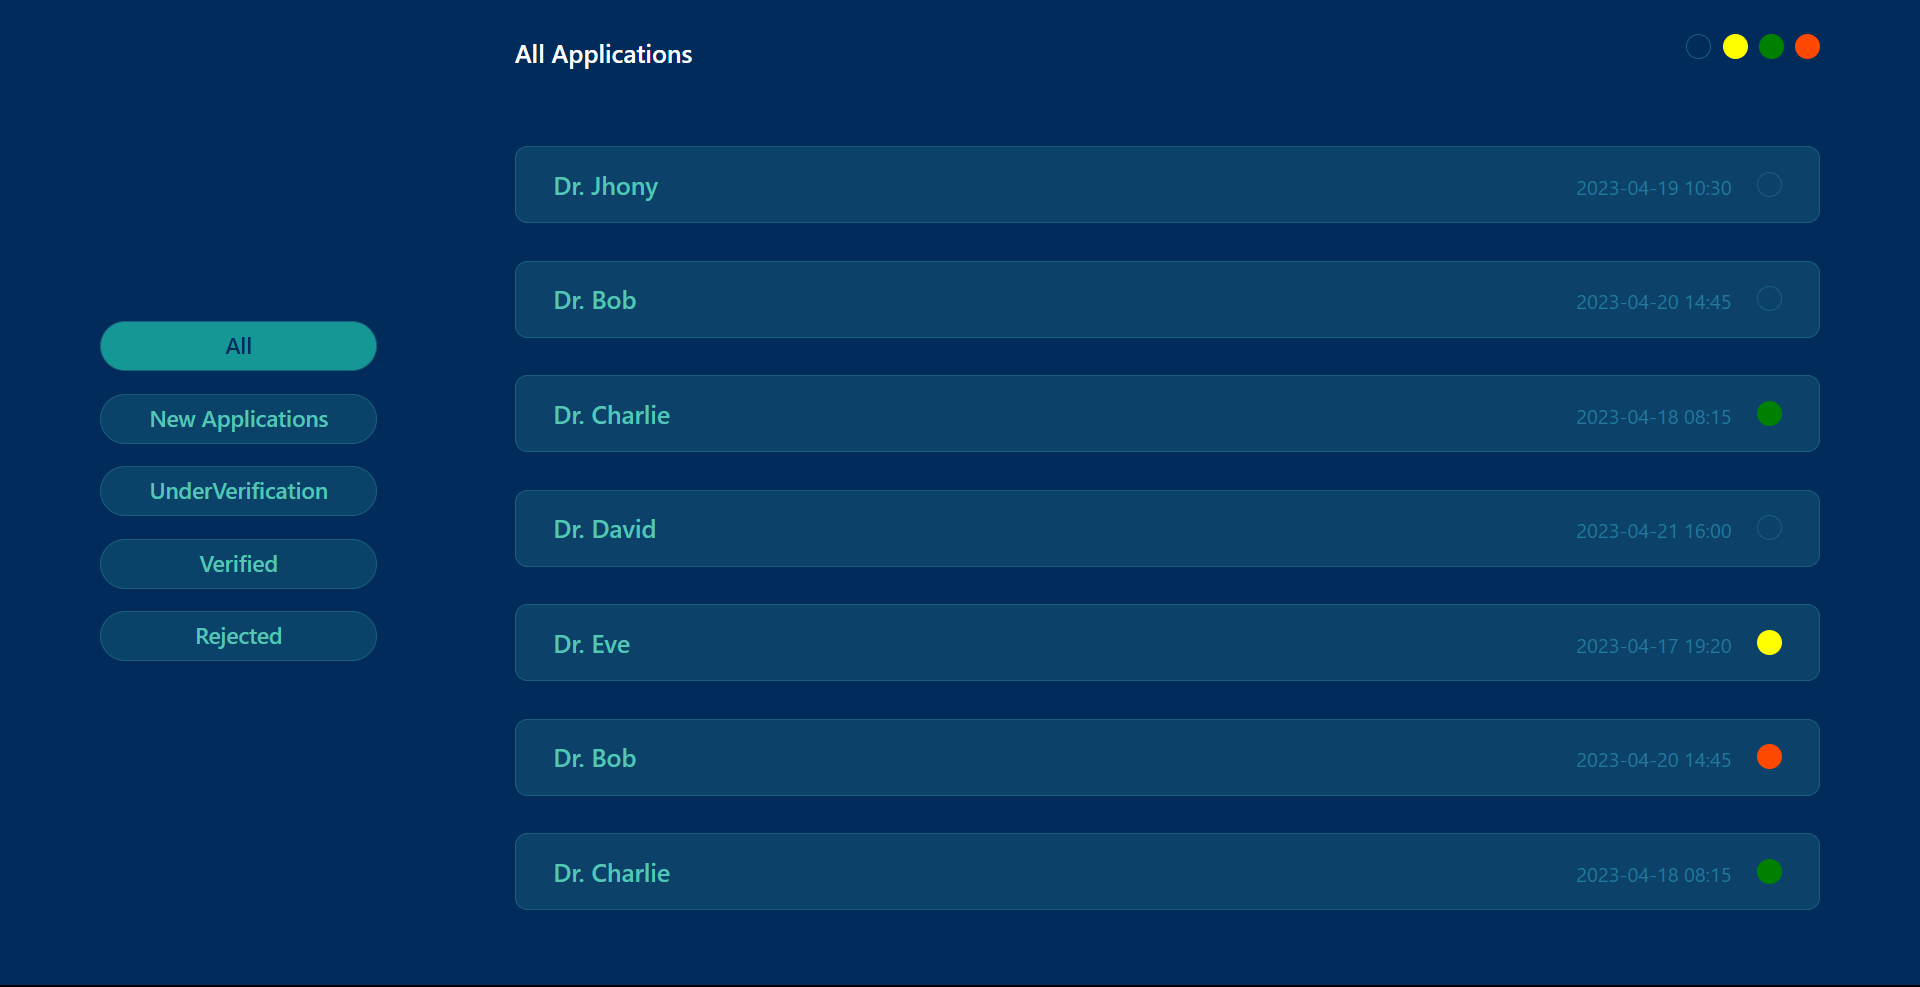 All Applications
All
New Applications
UnderVerification
Verified
Rejected
Dr. Jhony 2023-04-19 10:30
Dr. Bob 2023-04-20 14:45
Dr. Charlie 2023-04-18 08:15
Dr. David 2023-04-21 16:00
Dr. Eve 2023-04-17 19:20
Dr. Bob 2023-04-20 14:45
Dr. Charlie 2023-04-18 08:15